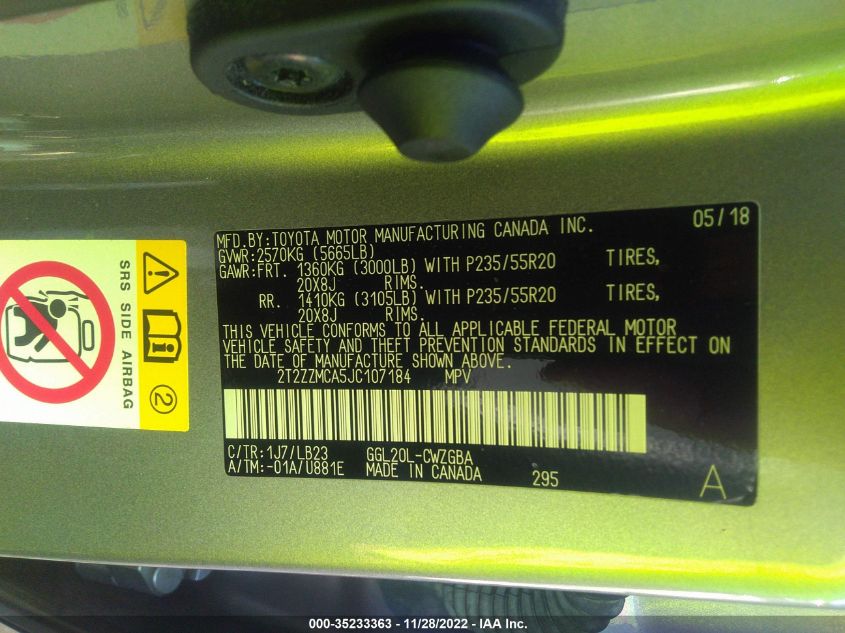 MFD.BY:TOYOTA MOTOR MANUFACTURING CANADA INC. 05/18
GVWR:2570KG (5665LB)
GAWR:FRT. 1360KG (3000LB) WITH P235/55R20 TIRES,
20X8J RIMS.
RR. 1410KG (3105LB) WITH P235/55R20 TIRES,
20X8J RIMS.
THIS VEHICLE CONFORMS TO ALL APPLICABLE FEDERAL MOTOR
VEHICLE SAFETY AND THEFT PREVENTION STANDARDS IN EFFECT ON
THE DATE OF MANUFACTURE SHOWN ABOVE.
2T2ZZMCA5JC107184 MPV
C/TR:1J7/LB23 GGL20L-CWZGBA
A/TM:-01A/U881E MADE IN CANADA 295 A
SRS SIDE AIRBAG
2
000-35233363 - 11/28/2022 - IAA Inc.